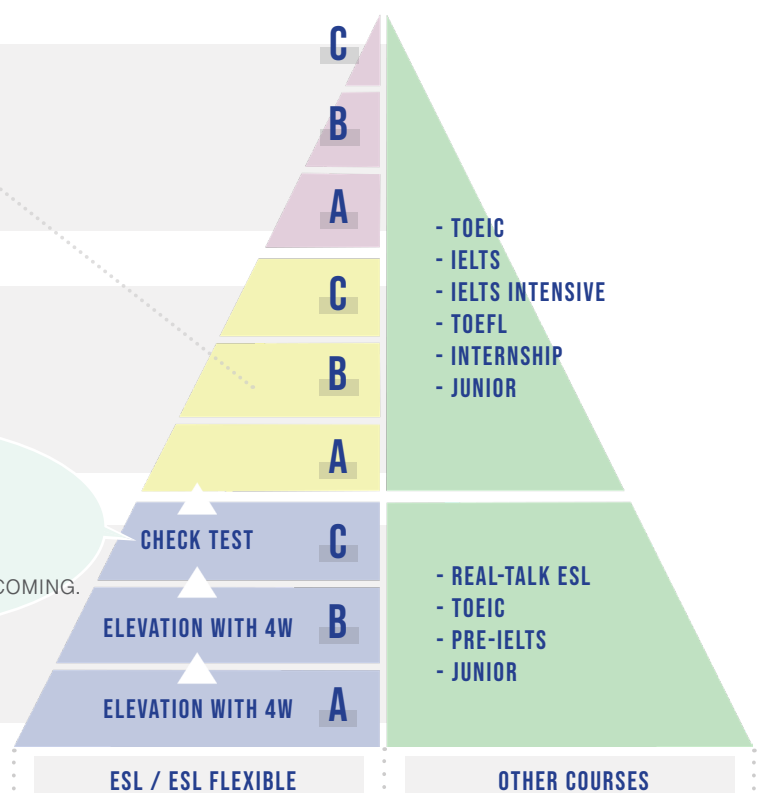 C
B
A
C
B
A
- TOEIC
- IELTS
- IELTS INTENSIVE
- TOEFL
- INTERNSHIP
- JUNIOR
CHECK TEST C
COMING.
ELEVATION WITH 4W B
ELEVATION WITH 4W A
- REAL-TALK ESL
- TOEIC
- PRE-IELTS
- JUNIOR
ESL / ESL FLEXIBLE
OTHER COURSES